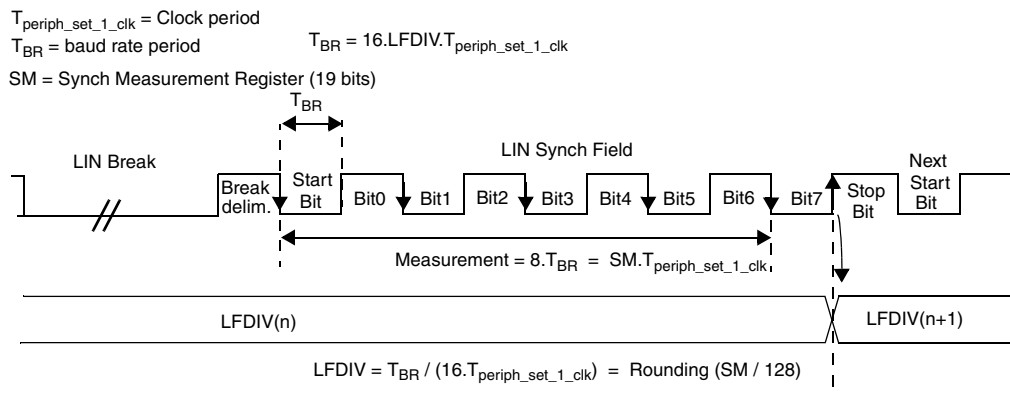 T_periph_set_1_clk = Clock period
T_BR = baud rate period
T_BR = 16.LFDIV.T_periph_set_1_clk
SM = Synch Measurement Register (19 bits)
T_BR
LIN Break
LIN Synch Field
Break
delim.
Start
Bit
Bit0
Bit1
Bit2
Bit3
Bit4
Bit5
Bit6
Bit7
Stop
Bit
Next
Start
Bit
Measurement = 8.T_BR = SM.T_periph_set_1_clk
LFDIV(n)
LFDIV(n+1)
LFDIV = T_BR / (16.T_periph_set_1_clk) = Rounding (SM / 128)